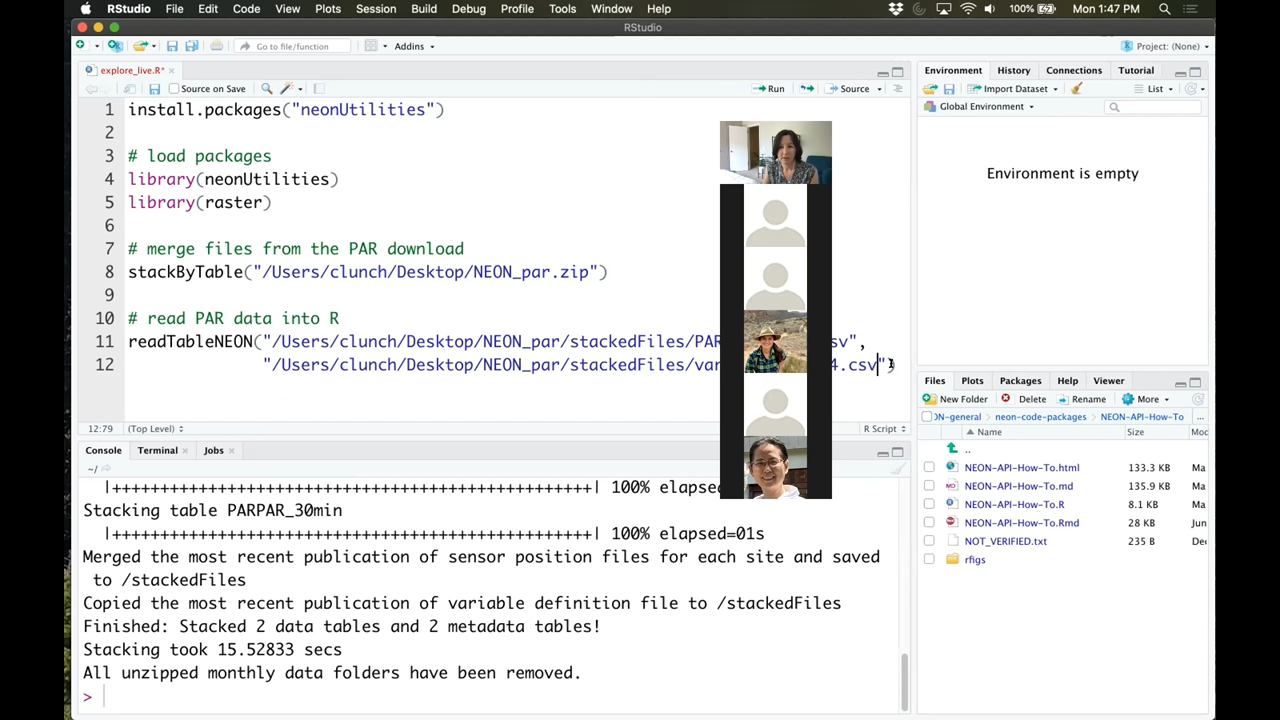 RStudio File Edit Code View Plots Session Build Debug Profile Tools Window Help 100% Mon 1:47 PM
RStudio
Go to file/function Addins Project: (None)
explore_live.R*
Source on Save Run Source
1 install.packages("neonUtilities")
2
3 # load packages
4 library(neonUtilities)
5 library(raster)
6
7 # merge files from the PAR download
8 stackByTable("/Users/clunch/Desktop/NEON_par.zip")
9
10 # read PAR data into R
11 readTableNEON("/Users/clunch/Desktop/NEON_par/stackedFiles/PAR sv",
12 "/Users/clunch/Desktop/NEON_par/stackedFiles/var 4.csv")
12:79 (Top Level) R Script
Console Terminal Jobs
~/
|++++++++++++++++++++++++++++++++++++++++++++++++++| 100% elapsed
Stacking table PARPAR_30min
|++++++++++++++++++++++++++++++++++++++++++++++++++| 100% elapsed=01s
Merged the most recent publication of sensor position files for each site and saved
to /stackedFiles
Copied the most recent publication of variable definition file to /stackedFiles
Finished: Stacked 2 data tables and 2 metadata tables!
Stacking took 15.52833 secs
All unzipped monthly data folders have been removed.
>
Environment History Connections Tutorial
Import Dataset List
Global Environment
Environment is empty
Files Plots Packages Help Viewer
New Folder Delete Rename More
ON-general neon-code-packages NEON-API-How-To ...
Name Size Mo
..
NEON-API-How-To.html 133.3 KB Ma
NEON-API-How-To.md 135.9 KB Ma
NEON-API-How-To.R 8.1 KB Ma
NEON-API-How-To.Rmd 28 KB Jun
NOT_VERIFIED.txt 235 B Dec
rfigs